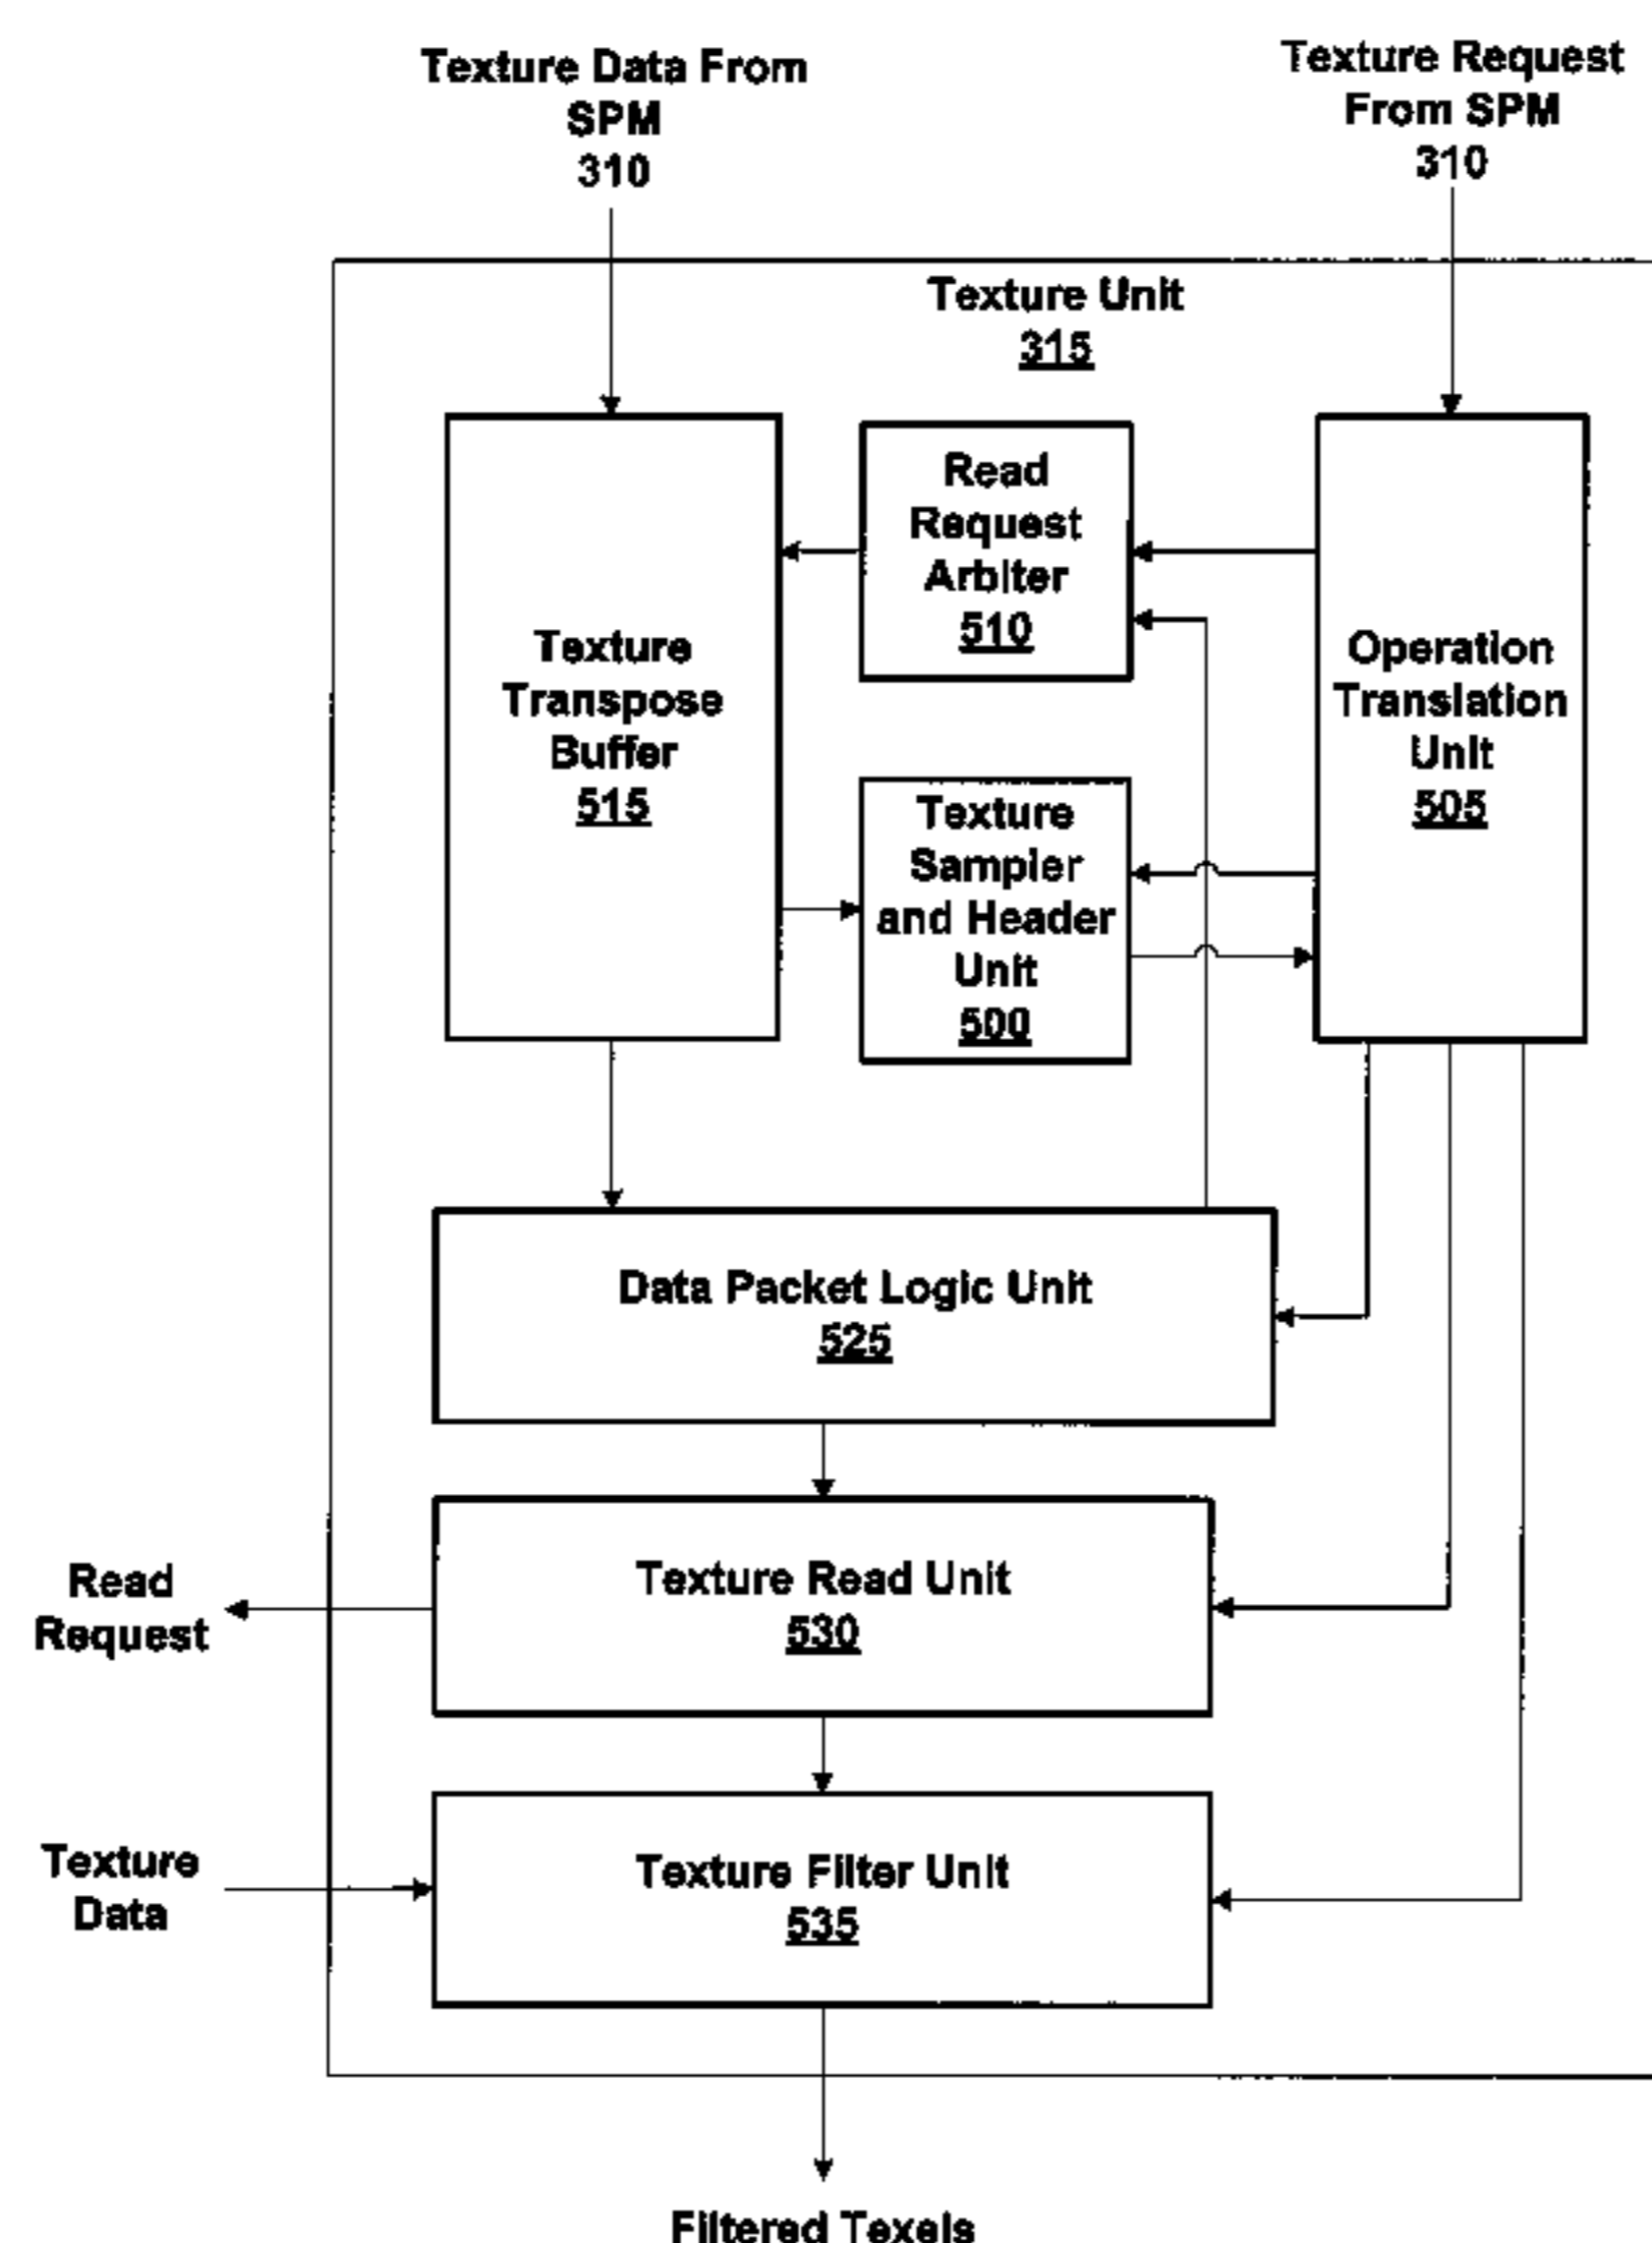 Texture Data From
SPM
310
Texture Request
From SPM
310
Texture Unit
315
Read
Request
Arbiter
510
Texture
Transpose
Buffer
515
Operation
Translation
Unit
505
Texture
Sampler
and Header
Unit
500
Data Packet Logic Unit
525
Read
Request
Texture Read Unit
530
Texture
Data
Texture Filter Unit
535
Filtered Texels